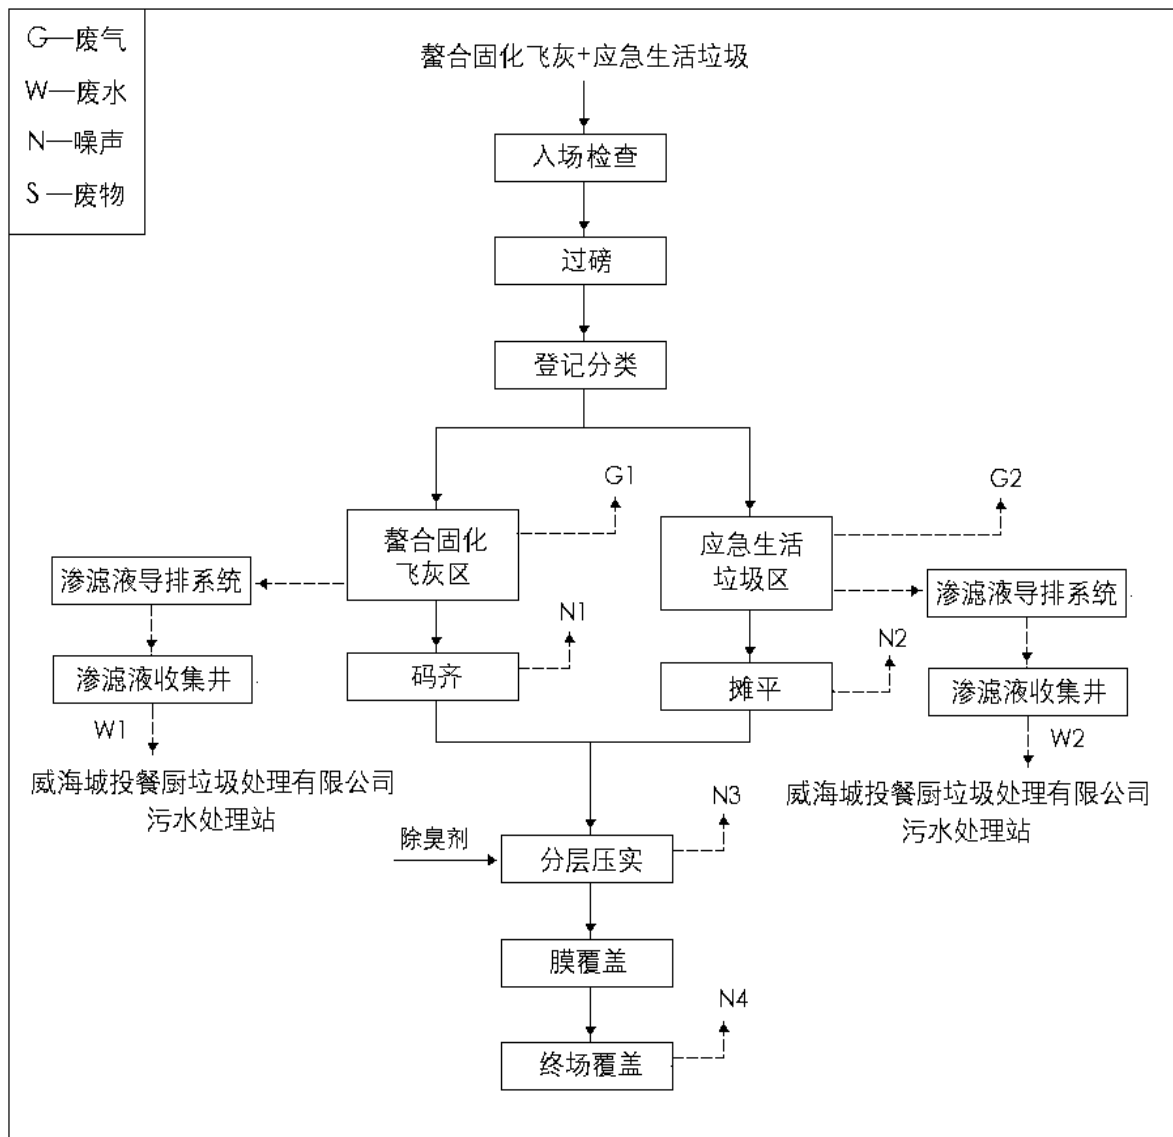 G—废气
W—废水
N—噪声
S—废物
螯合固化飞灰+应急生活垃圾
入场检查
过磅
登记分类
G1
G2
螯合固化
飞灰区
应急生活
垃圾区
渗滤液导排系统
渗滤液导排系统
N1
N2
码齐
摊平
渗滤液收集井
渗滤液收集井
W1
W2
威海城投餐厨垃圾处理有限公司
污水处理站
威海城投餐厨垃圾处理有限公司
污水处理站
N3
除臭剂
分层压实
膜覆盖
N4
终场覆盖